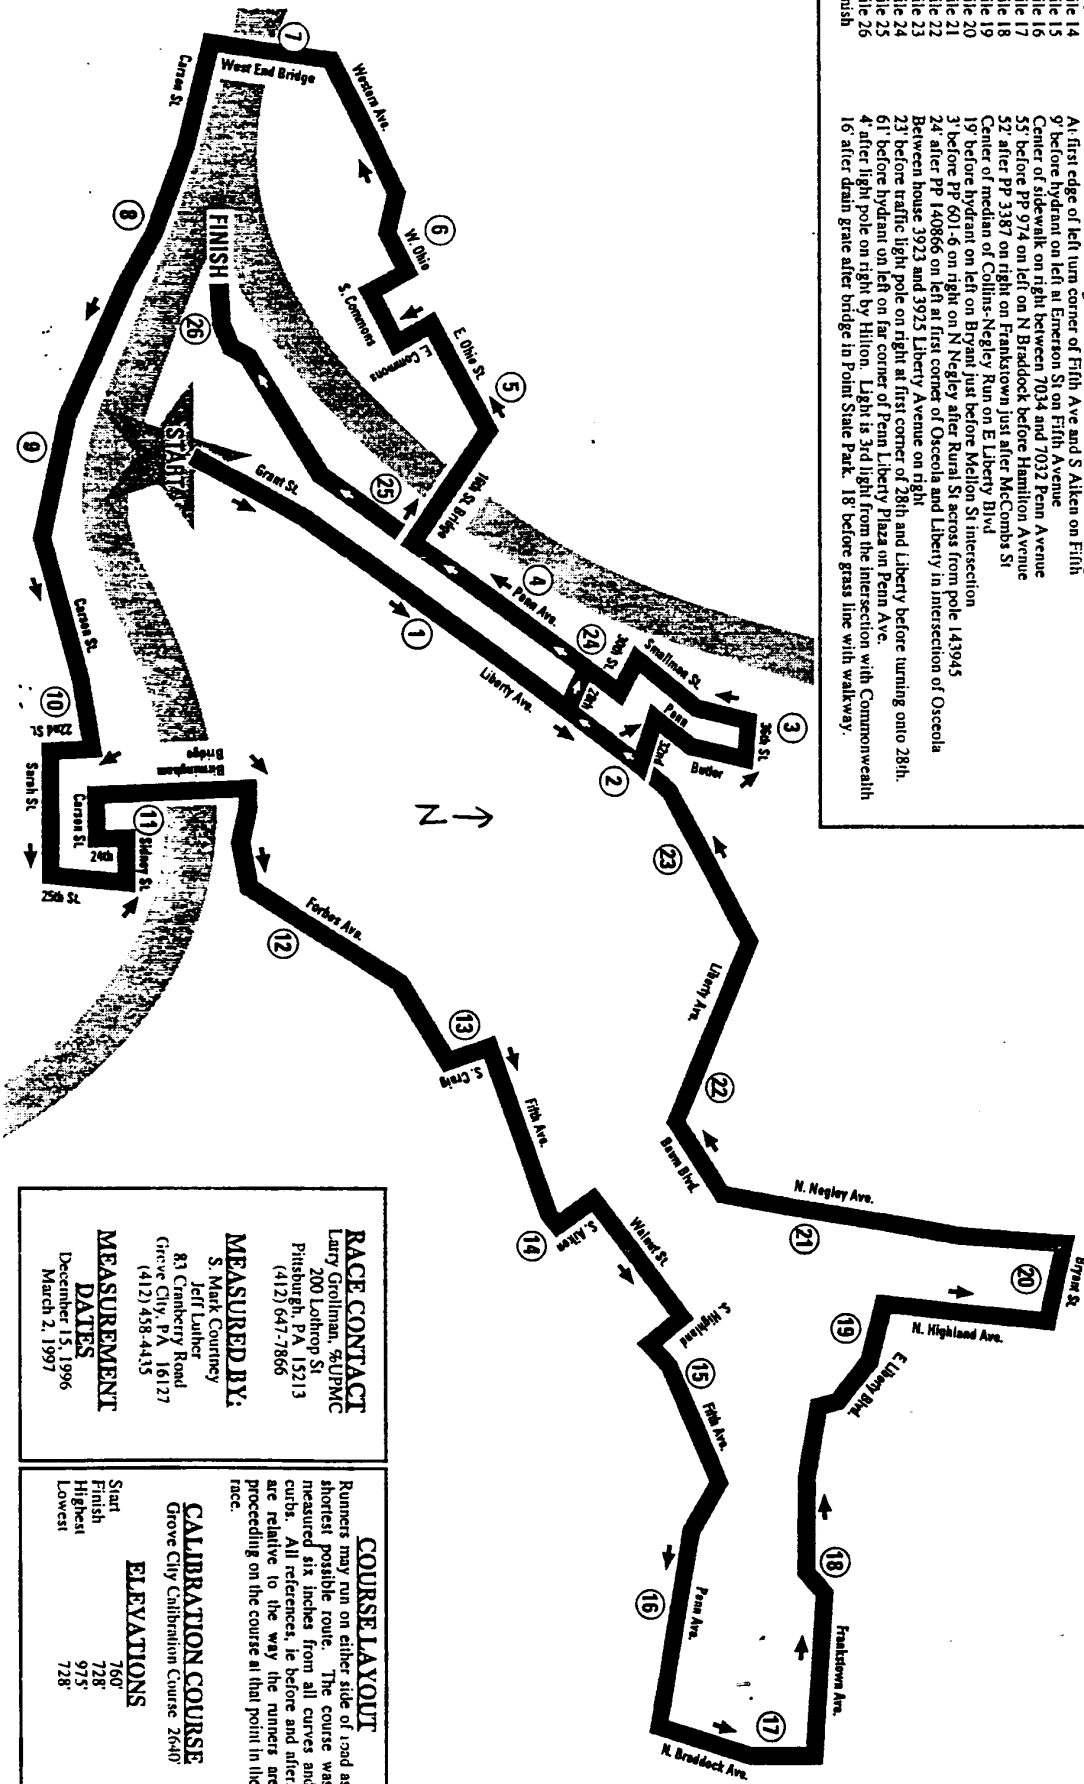 ile 14
ile 15
ile 16
ile 17
ile 18
ile 19
ile 20
ile 21
ile 22
ile 23
ile 24
ile 25
ile 26
nish
At first edge of left turn corner of Fifth Ave and S Aiken on Fifth
9' before hydrant on left at Emerson St on Fifth Avenue
Center of sidewalk on right between 7034 and 7032 Penn Avenue
55' before PP 974 on left on N Braddock before Hamilton Avenue
52' after PP 3387 on right on Frankstown just after McCombs St
Center of median of Collins-Negley Run on E Liberty Blvd
19' before hydrant on left on Bryant just before Mellon St intersection
3' before PP 601-6 on right on N Negley after Rural St across from pole 143945
24' after PP 140866 on left at first corner of Osceola and Liberty in intersection of Osceola
Between house 3923 and 3925 Liberty Avenue on right
23' before traffic light pole on right at first corner of 28th and Liberty before turning onto 28th.
61' before hydrant on left on far corner of Penn Liberty Plaza on Penn Ave.
4' after light pole on right by Hilton. Light is 3rd light from the intersection with Commonwealth
16' after drain grate after bridge in Point State Park. 18' before grass line with walkway.
7
West End Bridge
Western Ave.
Carson St.
6
W. Ohio
S. Commons
E. Commons
E. Ohio St.
5
16th St. Bridge
8
FINISH
26
START
Grant St.
25
4
Penn Ave.
1
Liberty Ave.
24
30th St.
28th
Smallman St.
Penn
32nd
Butler
36th St.
3
2
9
Carson St.
10
22nd St.
Sarah St.
Birmingham
Bridge
Carson St.
11
24th
Sidney St.
25th St.
N
23
Liberty Ave.
22
Baum Blvd.
N. Negley Ave.
21
Bryant St.
20
N. Highland Ave.
19
E. Liberty Blvd.
18
Frankstown Ave.
17
N. Braddock Ave.
Penn Ave.
16
Fifth Ave.
15
S. Highland
Walnut St.
S. Aiken
14
Fifth Ave.
S. Craig
13
Forbes Ave.
12
RACE CONTACT
Larry Grollman, %UPMC
200 Lothrop St
Pittsburgh, PA 15213
(412) 647-7866
MEASURED BY:
S. Mark Courtney
Jeff Luther
83 Cranberry Road
Grove City, PA 16127
(412) 458-4435
MEASUREMENT
DATES
December 15, 1996
March 2, 1997
COURSE LAYOUT
Runners may run on either side of road as
shortest possible route. The course was
measured six inches from all curves and
curbs. All references, ie before and after,
are relative to the way the runners are
proceeding on the course at that point in the
race.
CALIBRATION COURSE
Grove City Calibration Course 2640'
ELEVATIONS
Start 760'
Finish 728'
Highest 975'
Lowest 728'